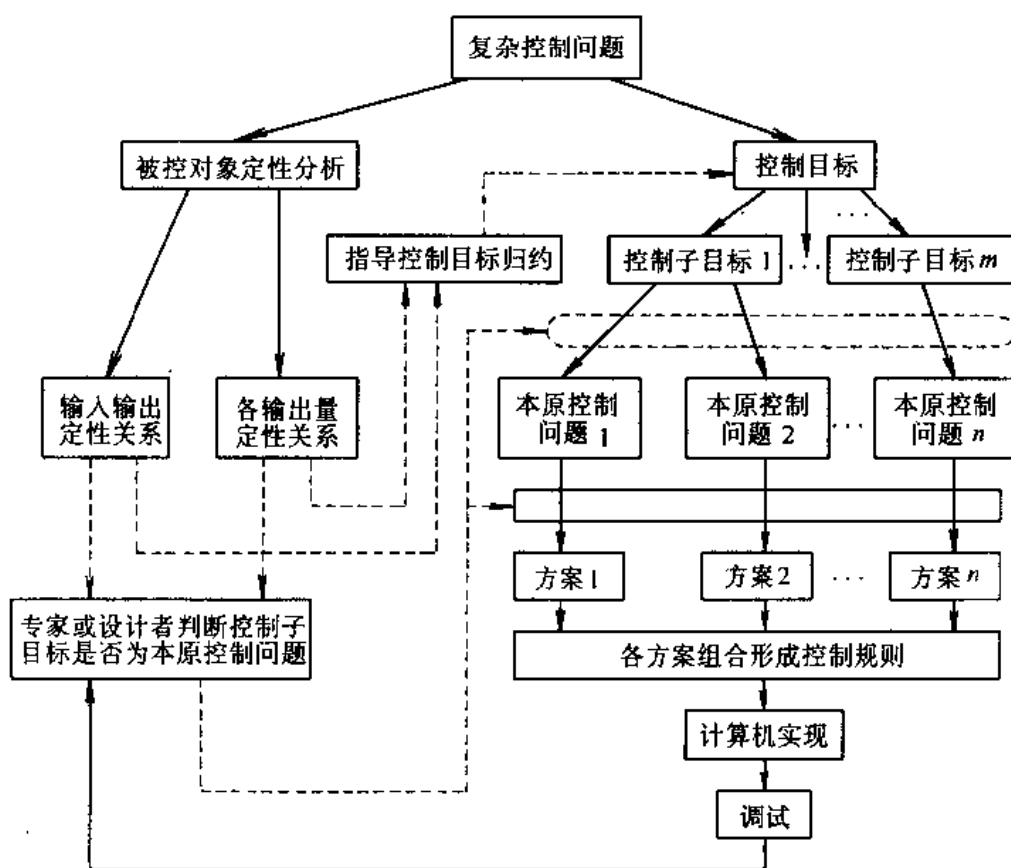 复杂控制问题
被控对象定性分析
控制目标
...
指导控制目标归约
控制子目标 1
...
控制子目标 m
输入输出
定性关系
各输出量
定性关系
本原控制
问题 1
本原控制
问题 2
...
本原控制
问题 n
方案 1
方案 2
...
方案 n
专家或设计者判断控制子
目标是否为本原控制问题
各方案组合形成控制规则
计算机实现
调试